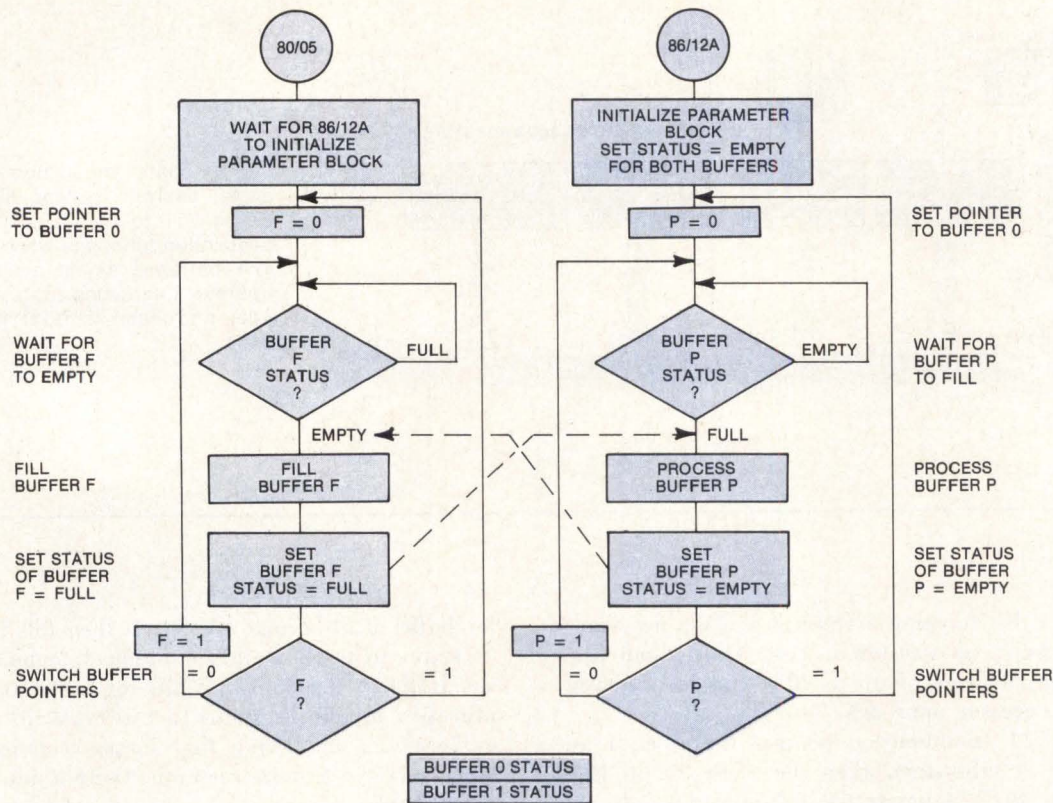 80/05
86/12A
WAIT FOR 86/12A
TO INITIALIZE
PARAMETER BLOCK
INITIALIZE PARAMETER
BLOCK
SET STATUS = EMPTY
FOR BOTH BUFFERS
SET POINTER
TO BUFFER 0
F = 0
P = 0
SET POINTER
TO BUFFER 0
WAIT FOR
BUFFER F
TO EMPTY
BUFFER
F
STATUS
?
FULL
BUFFER
P
STATUS
?
EMPTY
WAIT FOR
BUFFER P
TO FILL
EMPTY
FULL
FILL
BUFFER F
FILL
BUFFER F
PROCESS
BUFFER P
PROCESS
BUFFER P
SET STATUS
OF BUFFER
F = FULL
SET
BUFFER F
STATUS = FULL
SET
BUFFER P
STATUS = EMPTY
SET STATUS
OF BUFFER
P = EMPTY
F = 1
P = 1
SWITCH BUFFER
POINTERS
= 0
F
?
= 1
= 0
P
?
= 1
SWITCH BUFFER
POINTERS
BUFFER 0 STATUS
BUFFER 1 STATUS